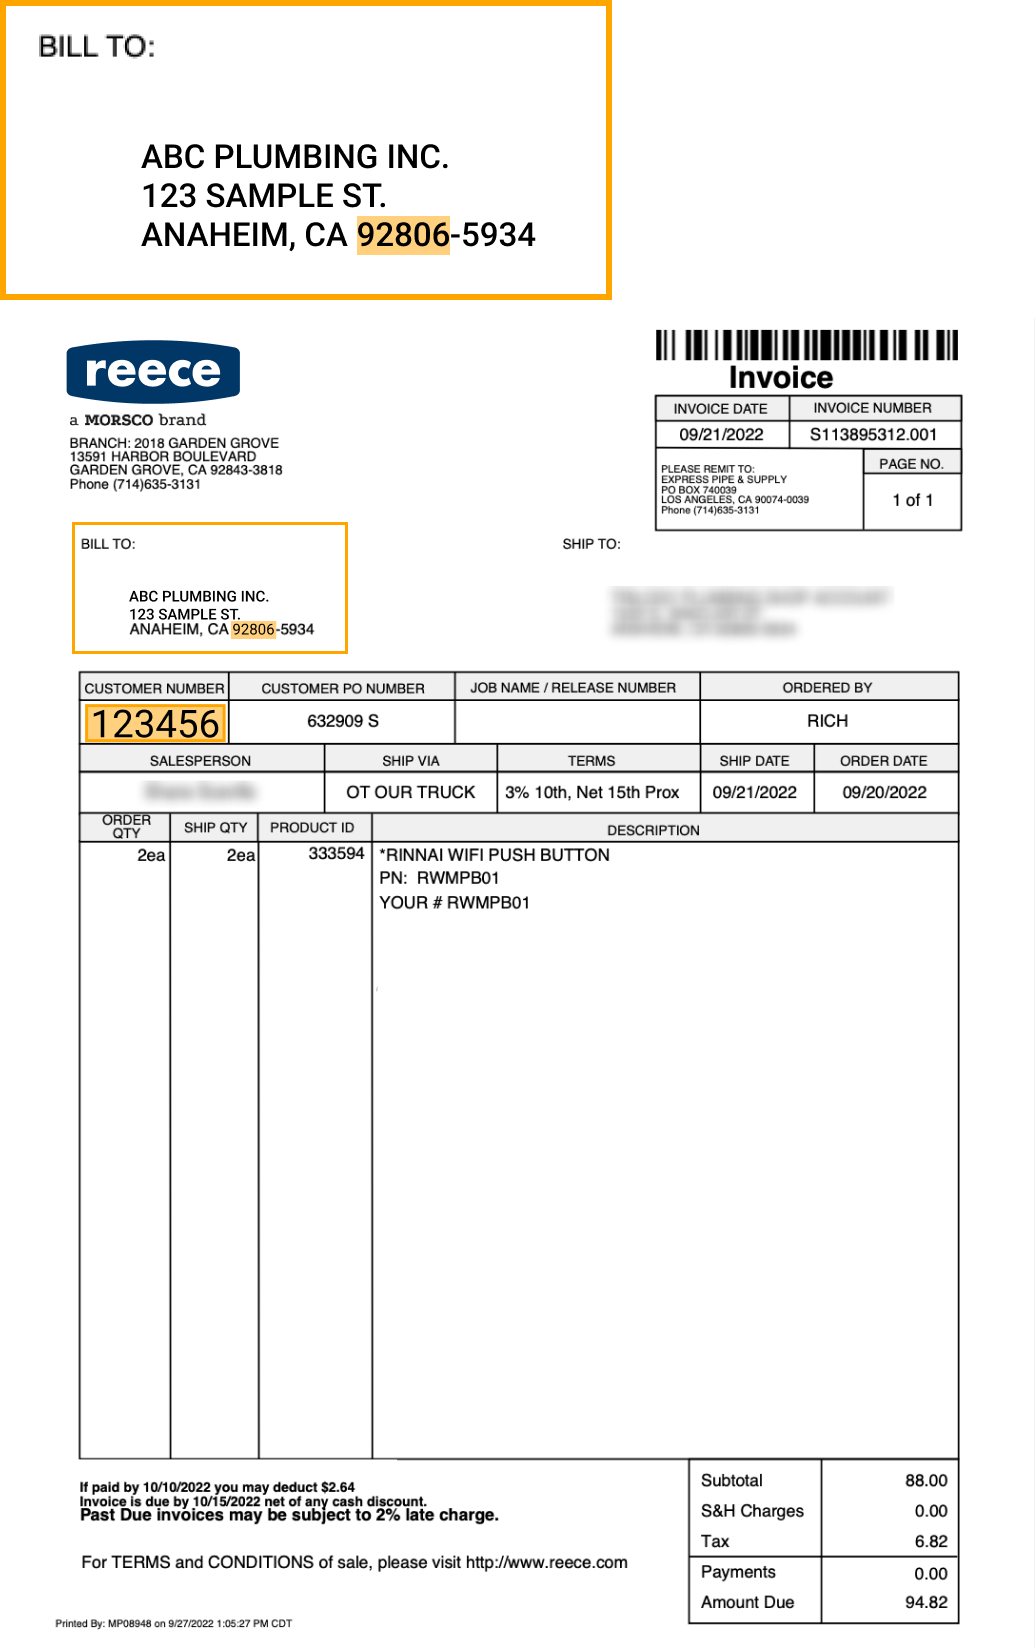 BILL TO:
ABC PLUMBING INC.
123 SAMPLE ST.
ANAHEIM, CA 92806-5934
reece
a MORSCO brand
BRANCH: 2018 GARDEN GROVE
13591 HARBOR BOULEVARD
GARDEN GROVE, CA 92843-3818
Phone (714)635-3131
Invoice
INVOICE DATE INVOICE NUMBER
09/21/2022 S113895312.001
PLEASE REMIT TO:
EXPRESS PIPE & SUPPLY
PO BOX 740039
LOS ANGELES, CA 90074-0039
Phone (714)635-3131
PAGE NO.
1 of 1
BILL TO:
ABC PLUMBING INC.
123 SAMPLE ST.
ANAHEIM, CA 92806-5934
SHIP TO:
CUSTOMER NUMBER CUSTOMER PO NUMBER JOB NAME / RELEASE NUMBER ORDERED BY
123456 632909 S RICH
SALESPERSON SHIP VIA TERMS SHIP DATE ORDER DATE
OT OUR TRUCK 3% 10th, Net 15th Prox 09/21/2022 09/20/2022
ORDER QTY SHIP QTY PRODUCT ID DESCRIPTION
2ea 2ea 333594 *RINNAI WIFI PUSH BUTTON
PN: RWMPB01
YOUR # RWMPB01
If paid by 10/10/2022 you may deduct $2.64
Invoice is due by 10/15/2022 net of any cash discount.
Past Due invoices may be subject to 2% late charge.
For TERMS and CONDITIONS of sale, please visit http://www.reece.com
Subtotal 88.00
S&H Charges 0.00
Tax 6.82
Payments 0.00
Amount Due 94.82
Printed By: MP08948 on 9/27/2022 1:05:27 PM CDT